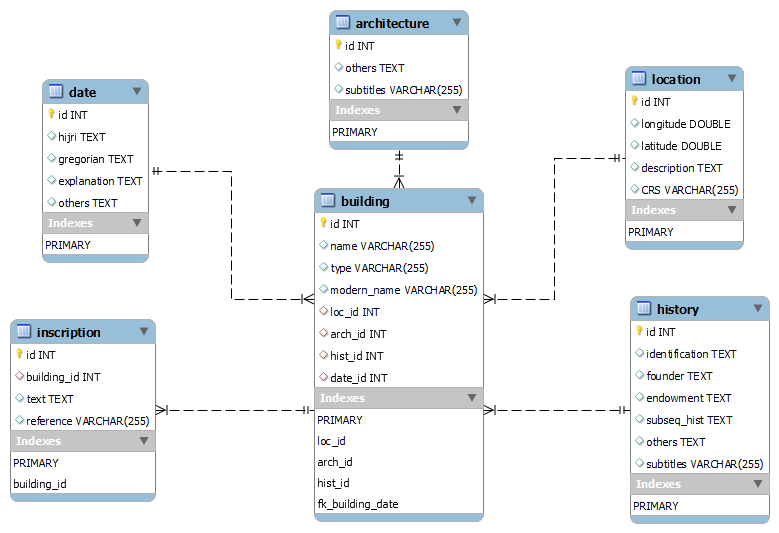 architecture
id INT
others TEXT
subtitles VARCHAR(255)
Indexes
PRIMARY
date
id INT
hijri TEXT
gregorian TEXT
explanation TEXT
others TEXT
Indexes
PRIMARY
location
id INT
longitude DOUBLE
latitude DOUBLE
description TEXT
CRS VARCHAR(255)
Indexes
PRIMARY
building
id INT
name VARCHAR(255)
type VARCHAR(255)
modern_name VARCHAR(255)
loc_id INT
arch_id INT
hist_id INT
date_id INT
Indexes
PRIMARY
loc_id
arch_id
hist_id
fk_building_date
inscription
id INT
building_id INT
text TEXT
reference VARCHAR(255)
Indexes
PRIMARY
building_id
history
id INT
identification TEXT
founder TEXT
endowment TEXT
subseq_hist TEXT
others TEXT
subtitles VARCHAR(255)
Indexes
PRIMARY